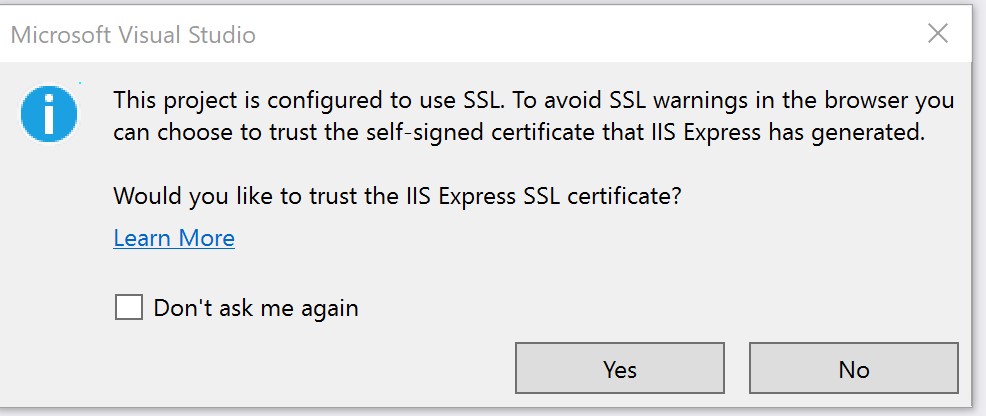 Microsoft Visual Studio
This project is configured to use SSL. To avoid SSL warnings in the browser you
can choose to trust the self-signed certificate that IIS Express has generated.
Would you like to trust the IIS Express SSL certificate?
Learn More
Don't ask me again
Yes
No